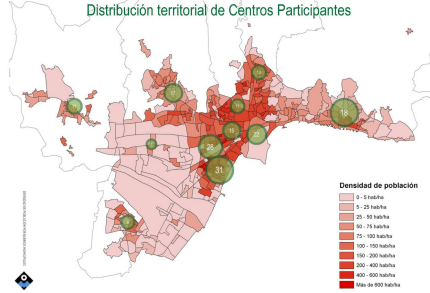 Distribución territorial de Centros Participantes
18
22
28
31
Densidad de población
0 - 5 hab/ha
5 - 25 hab/ha
25 - 50 hab/ha
50 - 75 hab/ha
75 - 100 hab/ha
100 - 150 hab/ha
150 - 200 hab/ha
200 - 400 hab/ha
400 - 600 hab/ha
Más de 600 hab/ha